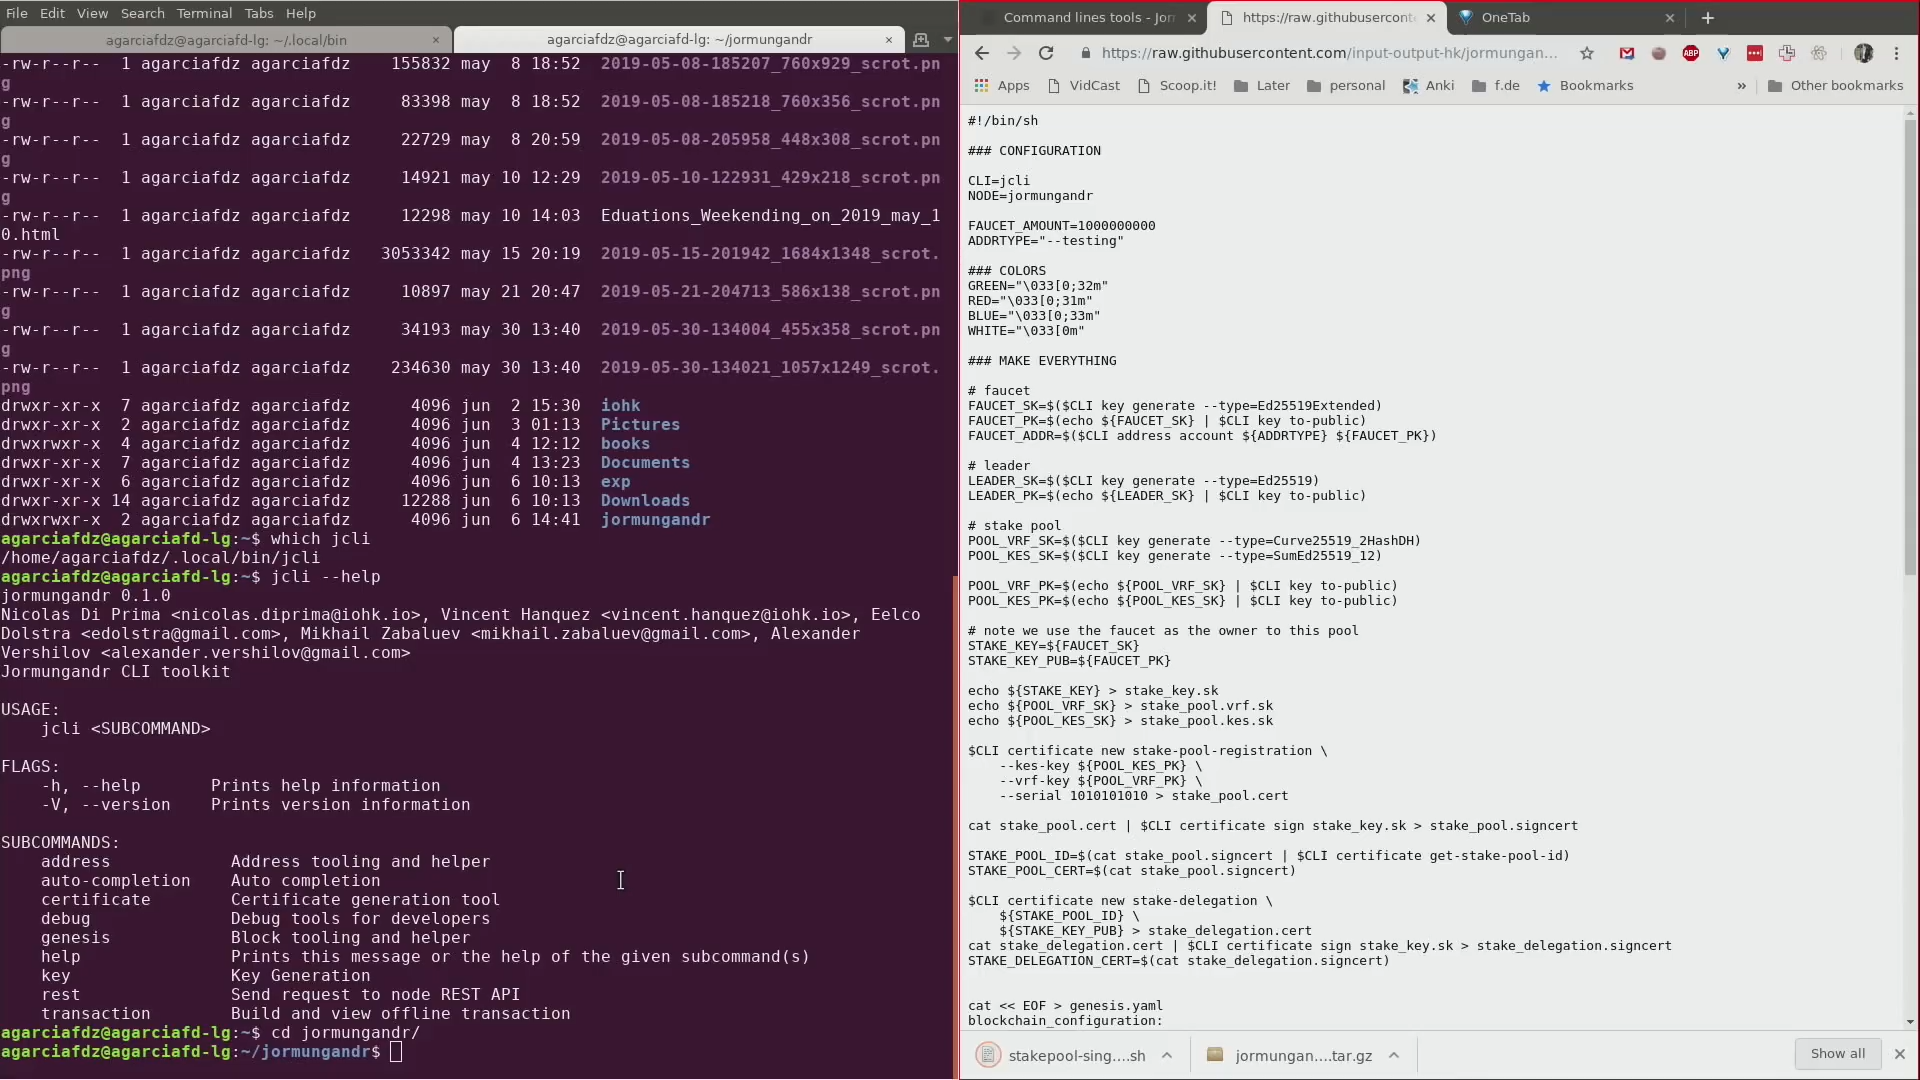 File Edit View Search Terminal Tabs Help
agarciafdz@agarciafd-lg: ~/.local/bin × agarciafdz@agarciafd-lg: ~/jormungandr ×
-rw-r--r-- 1 agarciafdz agarciafdz 155832 may 8 18:52 2019-05-08-185207_760x929_scrot.pn
g
-rw-r--r-- 1 agarciafdz agarciafdz 83398 may 8 18:52 2019-05-08-185218_760x356_scrot.pn
g
-rw-r--r-- 1 agarciafdz agarciafdz 22729 may 8 20:59 2019-05-08-205958_448x308_scrot.pn
g
-rw-r--r-- 1 agarciafdz agarciafdz 14921 may 10 12:29 2019-05-10-122931_429x218_scrot.pn
g
-rw-r--r-- 1 agarciafdz agarciafdz 12298 may 10 14:03 Eduations_Weekending_on_2019_may_1
0.html
-rw-r--r-- 1 agarciafdz agarciafdz 3053342 may 15 20:19 2019-05-15-201942_1684x1348_scrot.
png
-rw-r--r-- 1 agarciafdz agarciafdz 10897 may 21 20:47 2019-05-21-204713_586x138_scrot.pn
g
-rw-r--r-- 1 agarciafdz agarciafdz 34193 may 30 13:40 2019-05-30-134004_455x358_scrot.pn
g
-rw-r--r-- 1 agarciafdz agarciafdz 234630 may 30 13:40 2019-05-30-134021_1057x1249_scrot.
png
drwxr-xr-x 7 agarciafdz agarciafdz 4096 jun 2 15:30 iohk
drwxr-xr-x 2 agarciafdz agarciafdz 4096 jun 3 01:13 Pictures
drwxrwxr-x 4 agarciafdz agarciafdz 4096 jun 4 12:12 books
drwxr-xr-x 7 agarciafdz agarciafdz 4096 jun 4 13:23 Documents
drwxr-xr-x 6 agarciafdz agarciafdz 4096 jun 6 10:13 exp
drwxr-xr-x 14 agarciafdz agarciafdz 12288 jun 6 10:13 Downloads
drwxrwxr-x 2 agarciafdz agarciafdz 4096 jun 6 14:41 jormungandr
agarciafdz@agarciafd-lg:~$ which jcli
/home/agarciafdz/.local/bin/jcli
agarciafdz@agarciafd-lg:~$ jcli --help
jormungandr 0.1.0
Nicolas Di Prima <nicolas.diprima@iohk.io>, Vincent Hanquez <vincent.hanquez@iohk.io>, Eelco
Dolstra <edolstra@gmail.com>, Mikhail Zabaluev <mikhail.zabaluev@gmail.com>, Alexander
Vershilov <alexander.vershilov@gmail.com>
Jormungandr CLI toolkit
USAGE:
jcli <SUBCOMMAND>
FLAGS:
-h, --help Prints help information
-V, --version Prints version information
SUBCOMMANDS:
address Address tooling and helper
auto-completion Auto completion
certificate Certificate generation tool
debug Debug tools for developers
genesis Block tooling and helper
help Prints this message or the help of the given subcommand(s)
key Key Generation
rest Send request to node REST API
transaction Build and view offline transaction
agarciafdz@agarciafd-lg:~$ cd jormungandr/
agarciafdz@agarciafd-lg:~/jormungandr$
Command lines tools - Jor × https://raw.githubusercont × OneTab × +
https://raw.githubusercontent.com/input-output-hk/jormungan...
Apps VidCast Scoop.it! Later personal Anki f.de Bookmarks » Other bookmarks
#!/bin/sh
### CONFIGURATION
CLI=jcli
NODE=jormungandr
FAUCET_AMOUNT=1000000000
ADDRTYPE="--testing"
### COLORS
GREEN="\033[0;32m"
RED="\033[0;31m"
BLUE="\033[0;33m"
WHITE="\033[0m"
### MAKE EVERYTHING
# faucet
FAUCET_SK=$($CLI key generate --type=Ed25519Extended)
FAUCET_PK=$(echo ${FAUCET_SK} | $CLI key to-public)
FAUCET_ADDR=$($CLI address account ${ADDRTYPE} ${FAUCET_PK})
# leader
LEADER_SK=$($CLI key generate --type=Ed25519)
LEADER_PK=$(echo ${LEADER_SK} | $CLI key to-public)
# stake pool
POOL_VRF_SK=$($CLI key generate --type=Curve25519_2HashDH)
POOL_KES_SK=$($CLI key generate --type=SumEd25519_12)
POOL_VRF_PK=$(echo ${POOL_VRF_SK} | $CLI key to-public)
POOL_KES_PK=$(echo ${POOL_KES_SK} | $CLI key to-public)
# note we use the faucet as the owner to this pool
STAKE_KEY=${FAUCET_SK}
STAKE_KEY_PUB=${FAUCET_PK}
echo ${STAKE_KEY} > stake_key.sk
echo ${POOL_VRF_SK} > stake_pool.vrf.sk
echo ${POOL_KES_SK} > stake_pool.kes.sk
$CLI certificate new stake-pool-registration \
--kes-key ${POOL_KES_PK} \
--vrf-key ${POOL_VRF_PK} \
--serial 1010101010 > stake_pool.cert
cat stake_pool.cert | $CLI certificate sign stake_key.sk > stake_pool.signcert
STAKE_POOL_ID=$(cat stake_pool.signcert | $CLI certificate get-stake-pool-id)
STAKE_POOL_CERT=$(cat stake_pool.signcert)
$CLI certificate new stake-delegation \
${STAKE_POOL_ID} \
${STAKE_KEY_PUB} > stake_delegation.cert
cat stake_delegation.cert | $CLI certificate sign stake_key.sk > stake_delegation.signcert
STAKE_DELEGATION_CERT=$(cat stake_delegation.signcert)
cat << EOF > genesis.yaml
blockchain_configuration:
stakepool-sing....sh jormungan....tar.gz Show all ×